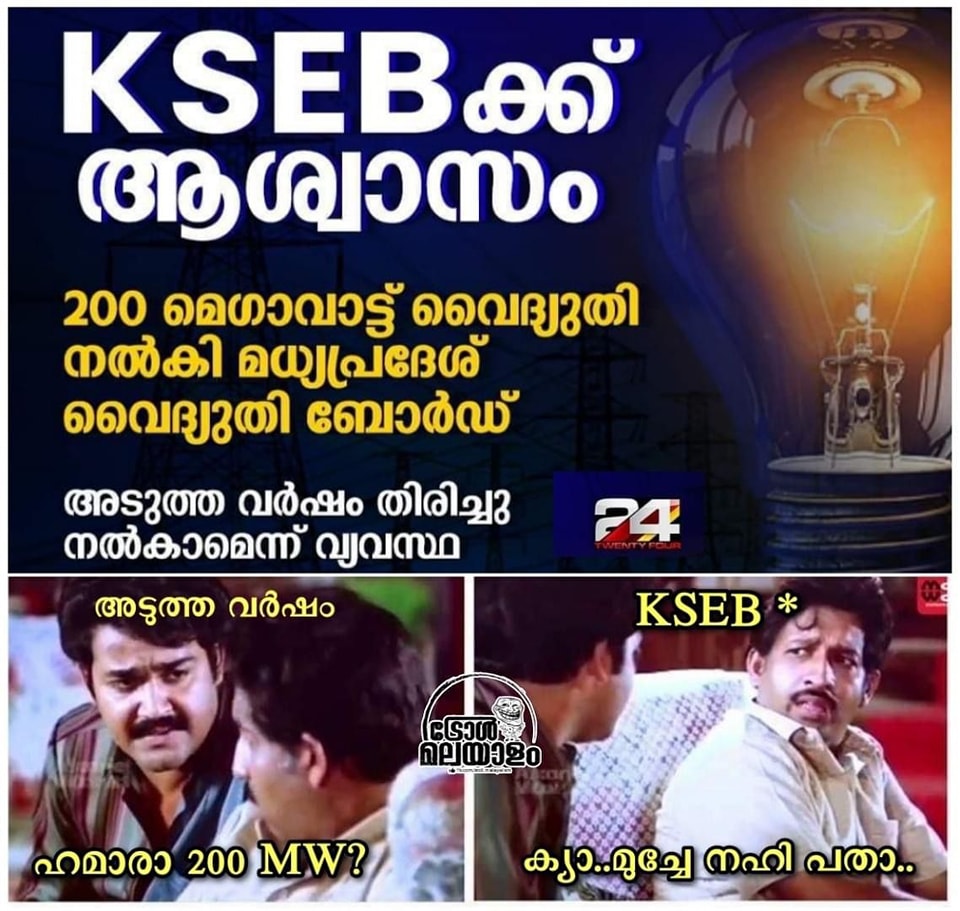 KSEBക്ക്
ആശ്വാസം
200 മെഗാവാട്ട് വൈദ്യുതി
നൽകി മധ്യപ്രദേശ്
വൈദ്യുതി ബോർഡ്
അടുത്ത വർഷം തിരിച്ചു
നൽകാമെന്ന് വ്യവസ്ഥ
24
TWENTY FOUR
അടുത്ത വർഷം
ഹമാരാ 200 MW?
ട്രോൾ
മലയാളം
KSEB *
ക്യാ..മുച്ചേ നഹി പതാ..